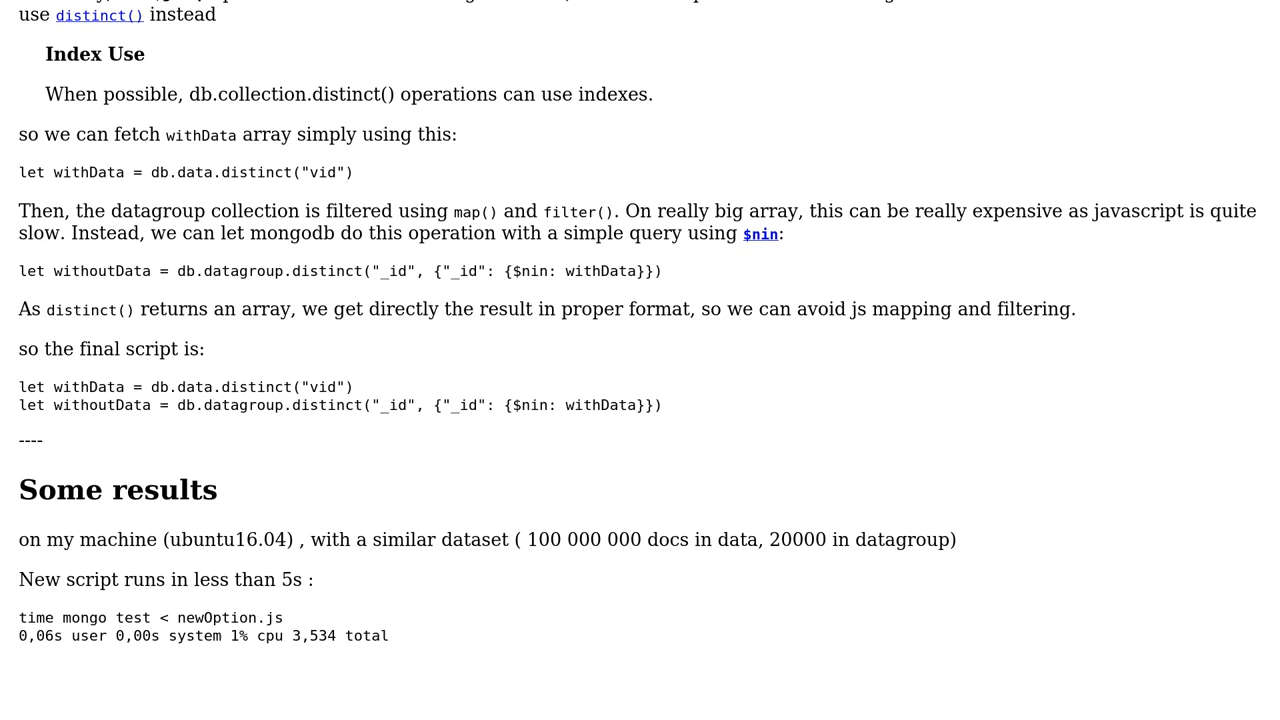 use distinct() instead
Index Use
When possible, db.collection.distinct() operations can use indexes.
so we can fetch withData array simply using this:
let withData = db.data.distinct("vid")
Then, the datagroup collection is filtered using map() and filter(). On really big array, this can be really expensive as javascript is quite
slow. Instead, we can let mongodb do this operation with a simple query using $nin:
let withoutData = db.datagroup.distinct("_id", {"_id": {$nin: withData}})
As distinct() returns an array, we get directly the result in proper format, so we can avoid js mapping and filtering.
so the final script is:
let withData = db.data.distinct("vid")
let withoutData = db.datagroup.distinct("_id", {"_id": {$nin: withData}})
----
Some results
on my machine (ubuntu16.04) , with a similar dataset ( 100 000 000 docs in data, 20000 in datagroup)
New script runs in less than 5s :
time mongo test < newOption.js
0,06s user 0,00s system 1% cpu 3,534 total